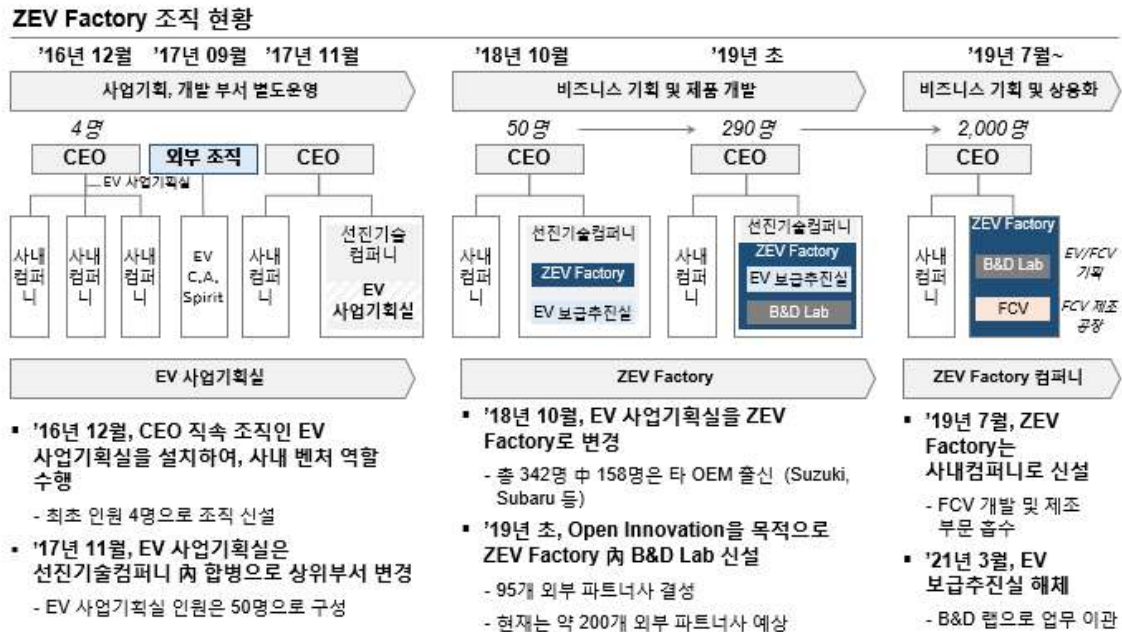 ZEV Factory 조직 현황
’16년 12월 ’17년 09월 ’17년 11월
사업기획, 개발 부서 별도운영
4명
CEO
외부 조직
CEO
EV 사업기획실
사내
컴퍼
니
사내
컴퍼
니
사내
컴퍼
니
EV
C.A.
Spirit
사내
컴퍼
니
선진기술
컴퍼니
EV
사업기획실
’18년 10월 ’19년 초
비즈니스 기획 및 제품 개발
50명
290명
CEO
CEO
사내
컴퍼
니
선진기술컴퍼니
ZEV Factory
EV 보급추진실
사내
컴퍼
니
선진기술컴퍼니
ZEV Factory
EV 보급추진실
B&D Lab
’19년 7월~
비즈니스 기획 및 상용화
2,000명
CEO
사내
컴퍼
니
ZEV Factory
B&D Lab
FCV
EV/FCV
기획
FCV 제조
공장
EV 사업기획실
▪ ’16년 12월, CEO 직속 조직인 EV
사업기획실을 설치하여, 사내 벤처 역할
수행
- 최초 인원 4명으로 조직 신설
▪ ’17년 11월, EV 사업기획실은
선진기술컴퍼니 內 합병으로 상위부서 변경
- EV 사업기획실 인원은 50명으로 구성
ZEV Factory
▪ ’18년 10월, EV 사업기획실을 ZEV
Factory로 변경
- 총 342명 中 158명은 타 OEM 출신 (Suzuki,
Subaru 등)
▪ ’19년 초, Open Innovation을 목적으로
ZEV Factory 內 B&D Lab 신설
- 95개 외부 파트너사 결성
- 현재는 약 200개 외부 파트너사 예상
ZEV Factory 컴퍼니
▪ ’19년 7월, ZEV
Factory는
사내컴퍼니로 신설
- FCV 개발 및 제조
부문 흡수
▪ ’21년 3월, EV
보급추진실 해체
- B&D 랩으로 업무 이관